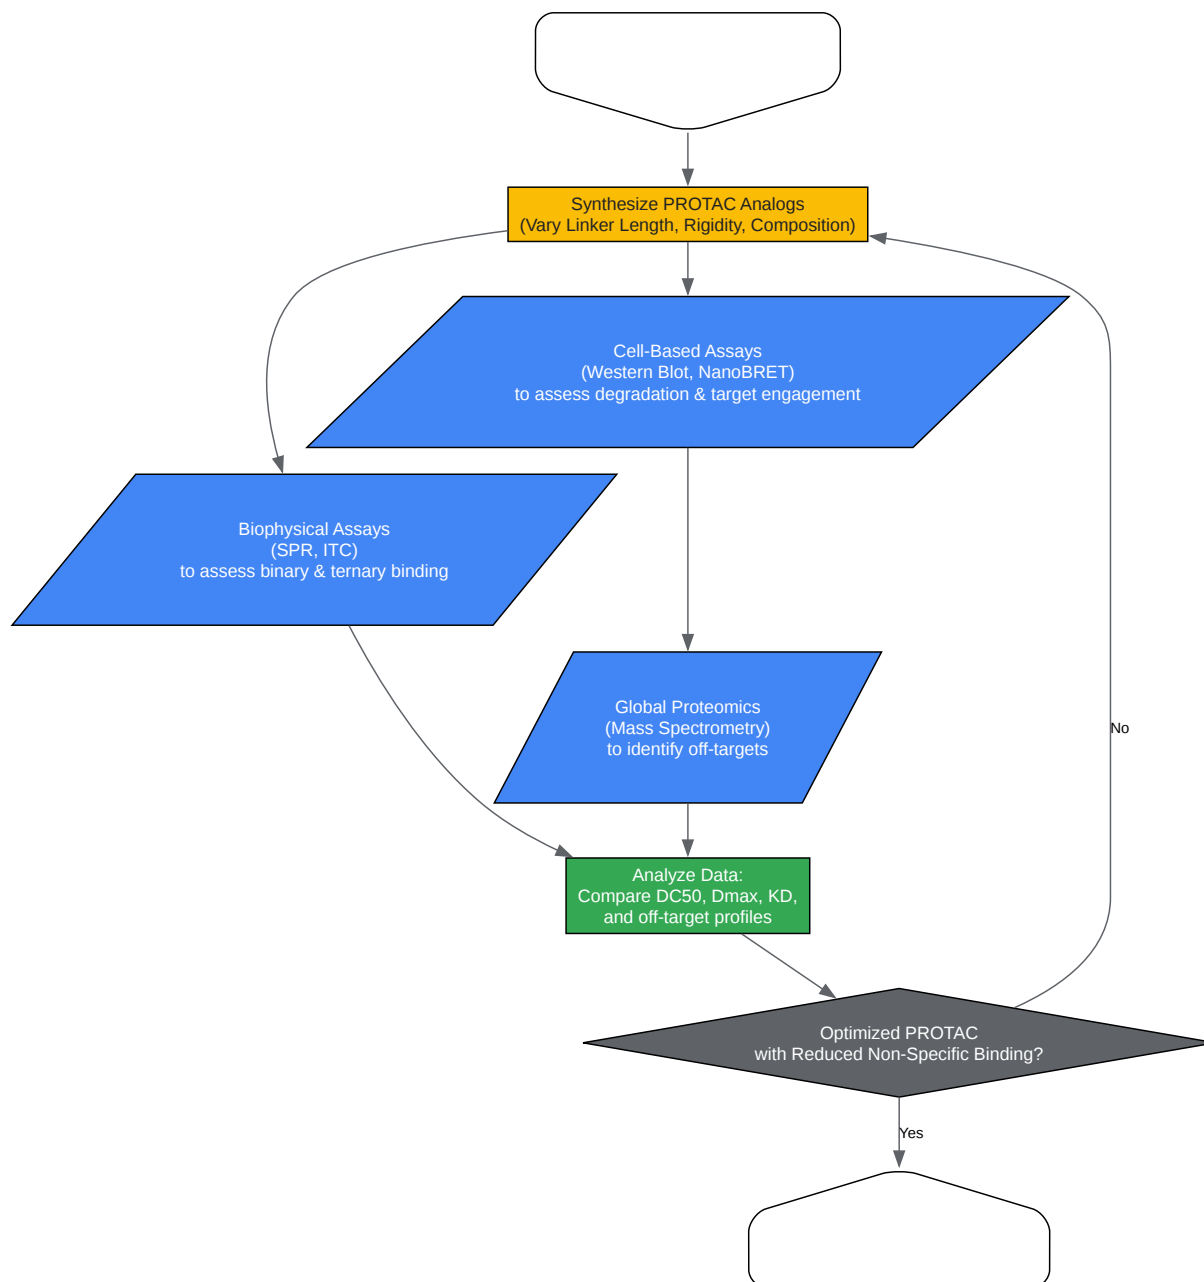 Synthesize PROTAC Analogs
(Vary Linker Length, Rigidity, Composition)
Cell-Based Assays
(Western Blot, NanoBRET)
to assess degradation & target engagement
Biophysical Assays
(SPR, ITC)
to assess binary & ternary binding
Global Proteomics
(Mass Spectrometry)
to identify off-targets
No
Analyze Data:
Compare DC50, Dmax, KD,
and off-target profiles
Optimized PROTAC
with Reduced Non-Specific Binding?
Yes